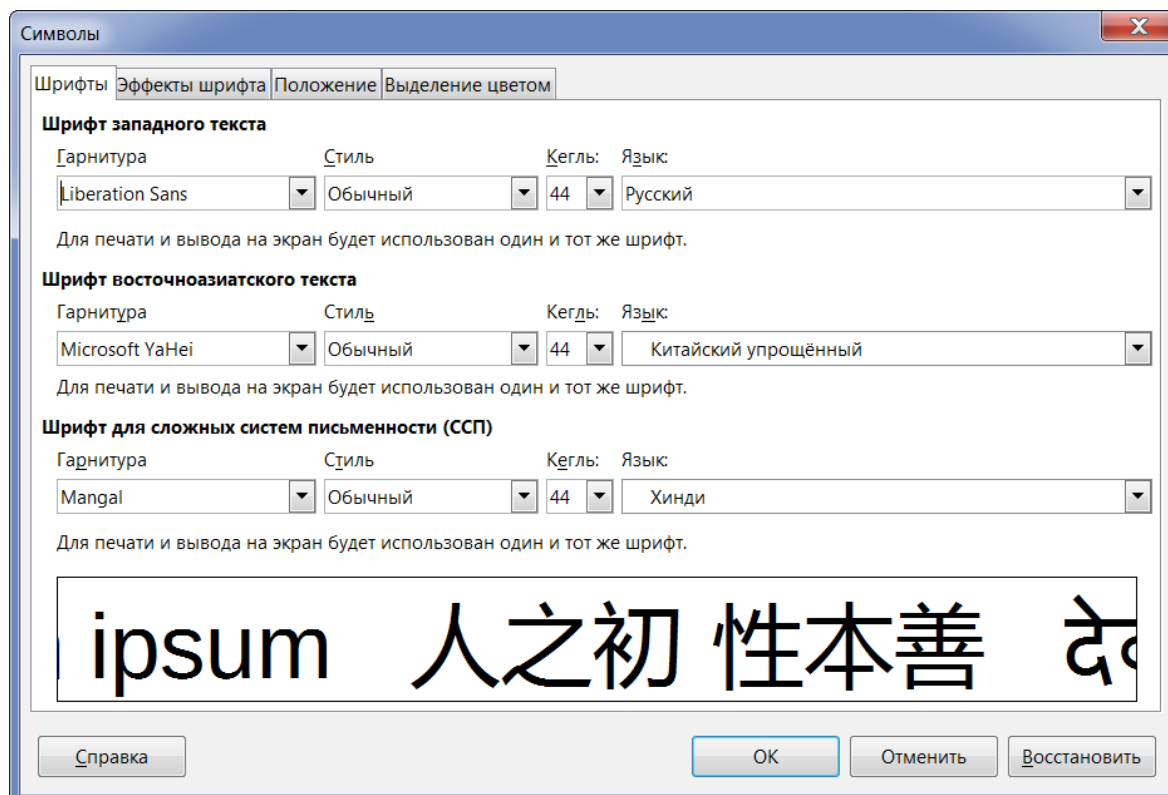 Символы
Шрифты Эффекты шрифта Положение Выделение цветом
Шрифт западного текста
Гарнитура Стиль Кегль: Язык:
Liberation Sans Обычный 44 Русский
Для печати и вывода на экран будет использован один и тот же шрифт.
Шрифт восточноазиатского текста
Гарнитура Стиль Кегль: Язык:
Microsoft YaHei Обычный 44 Китайский упрощённый
Для печати и вывода на экран будет использован один и тот же шрифт.
Шрифт для сложных систем письменности (ССП)
Гарнитура Стиль Кегль: Язык:
Mangal Обычный 44 Хинди
Для печати и вывода на экран будет использован один и тот же шрифт.
ipsum 人之初 性本善
Справка OK Отменить Восстановить